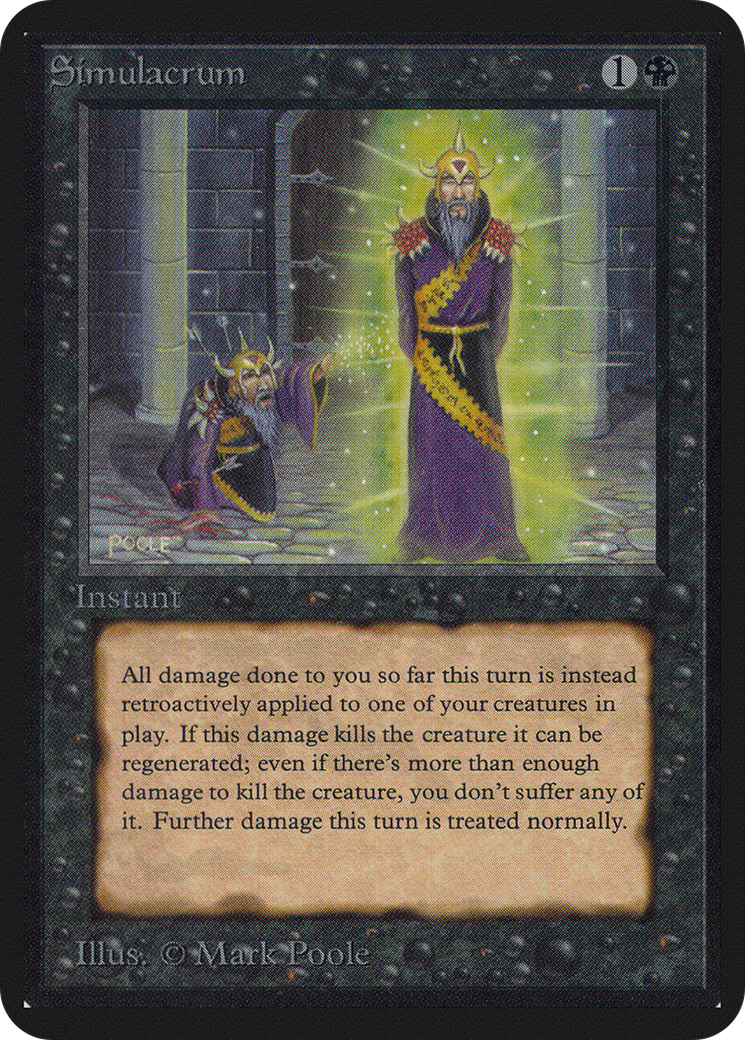 Simulacrum 1
POOLE
Instant
All damage done to you so far this turn is instead
retroactively applied to one of your creatures in
play. If this damage kills the creature it can be
regenerated; even if there's more than enough
damage to kill the creature, you don't suffer any of
it. Further damage this turn is treated normally.
Illus. © Mark Poole